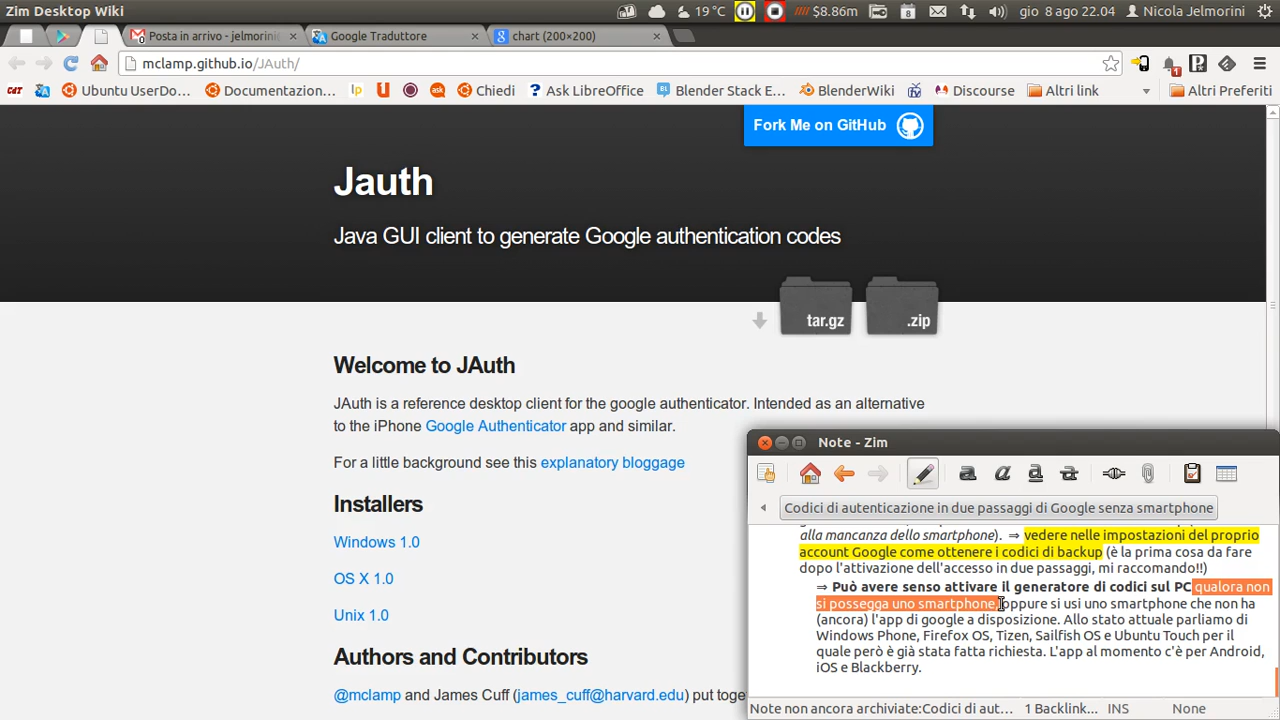 Zim Desktop Wiki
19 °C
$8.86m
8
gio 8 ago 22.04
Nicola Jelmorini
Posta in arrivo - jelmorini
Google Traduttore
chart (200×200)
mclamp.github.io/JAuth/
1
CdT
Ubuntu UserDo...
Documentazion...
lp
U
ask
Chiedi
Ask LibreOffice
Blender Stack E...
BlenderWiki
Discourse
Altri link
Altri Preferiti
Fork Me on GitHub
Jauth
Java GUI client to generate Google authentication codes
tar.gz
.zip
Welcome to JAuth
JAuth is a reference desktop client for the google authenticator. Intended as an alternative
to the iPhone Google Authenticator app and similar.
For a little background see this explanatory bloggage
Installers
Windows 1.0
OS X 1.0
Unix 1.0
Authors and Contributors
@mclamp and James Cuff (james_cuff@harvard.edu) put toge
Note - Zim
Codici di autenticazione in due passaggi di Google senza smartphone
alla mancanza dello smartphone). ⇒ vedere nelle impostazioni del proprio
account Google come ottenere i codici di backup (è la prima cosa da fare
dopo l'attivazione dell'accesso in due passaggi, mi raccomando!!)
⇒ Può avere senso attivare il generatore di codici sul PC qualora non
si possegga uno smartphone, oppure si usi uno smartphone che non ha
(ancora) l'app di google a disposizione. Allo stato attuale parliamo di
Windows Phone, Firefox OS, Tizen, Sailfish OS e Ubuntu Touch per il
quale però è già stata fatta richiesta. L'app al momento c'è per Android,
iOS e Blackberry.
Note non ancora archiviate:Codici di aut...
1 Backlink...
INS
None